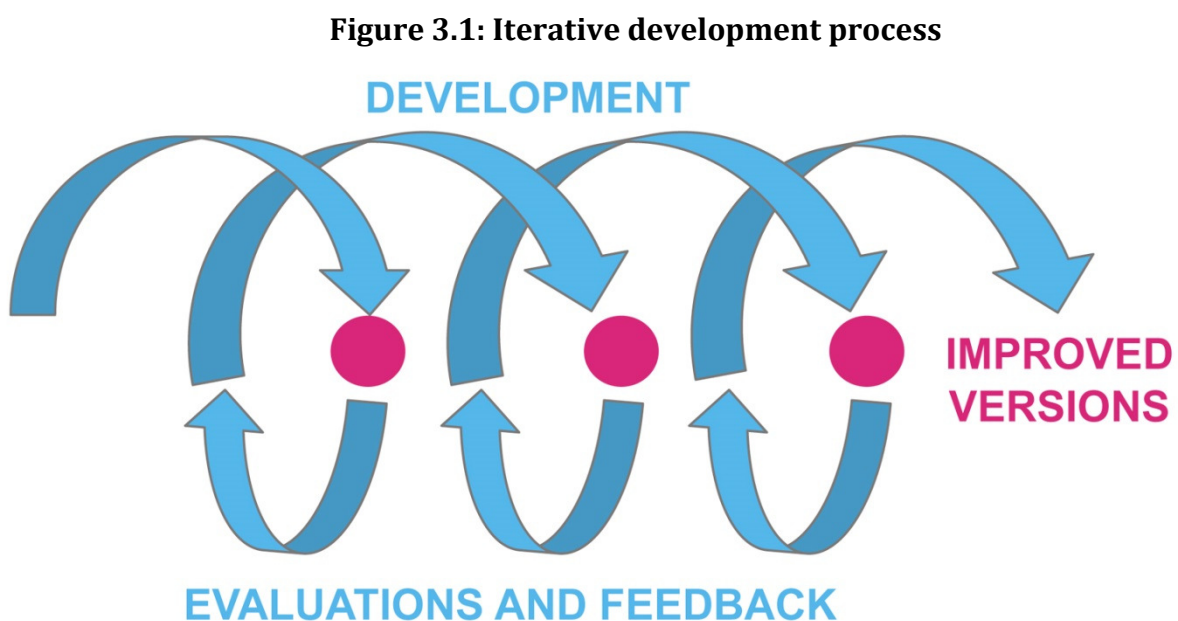 Figure 3.1: Iterative development process
DEVELOPMENT
IMPROVED
VERSIONS
EVALUATIONS AND FEEDBACK